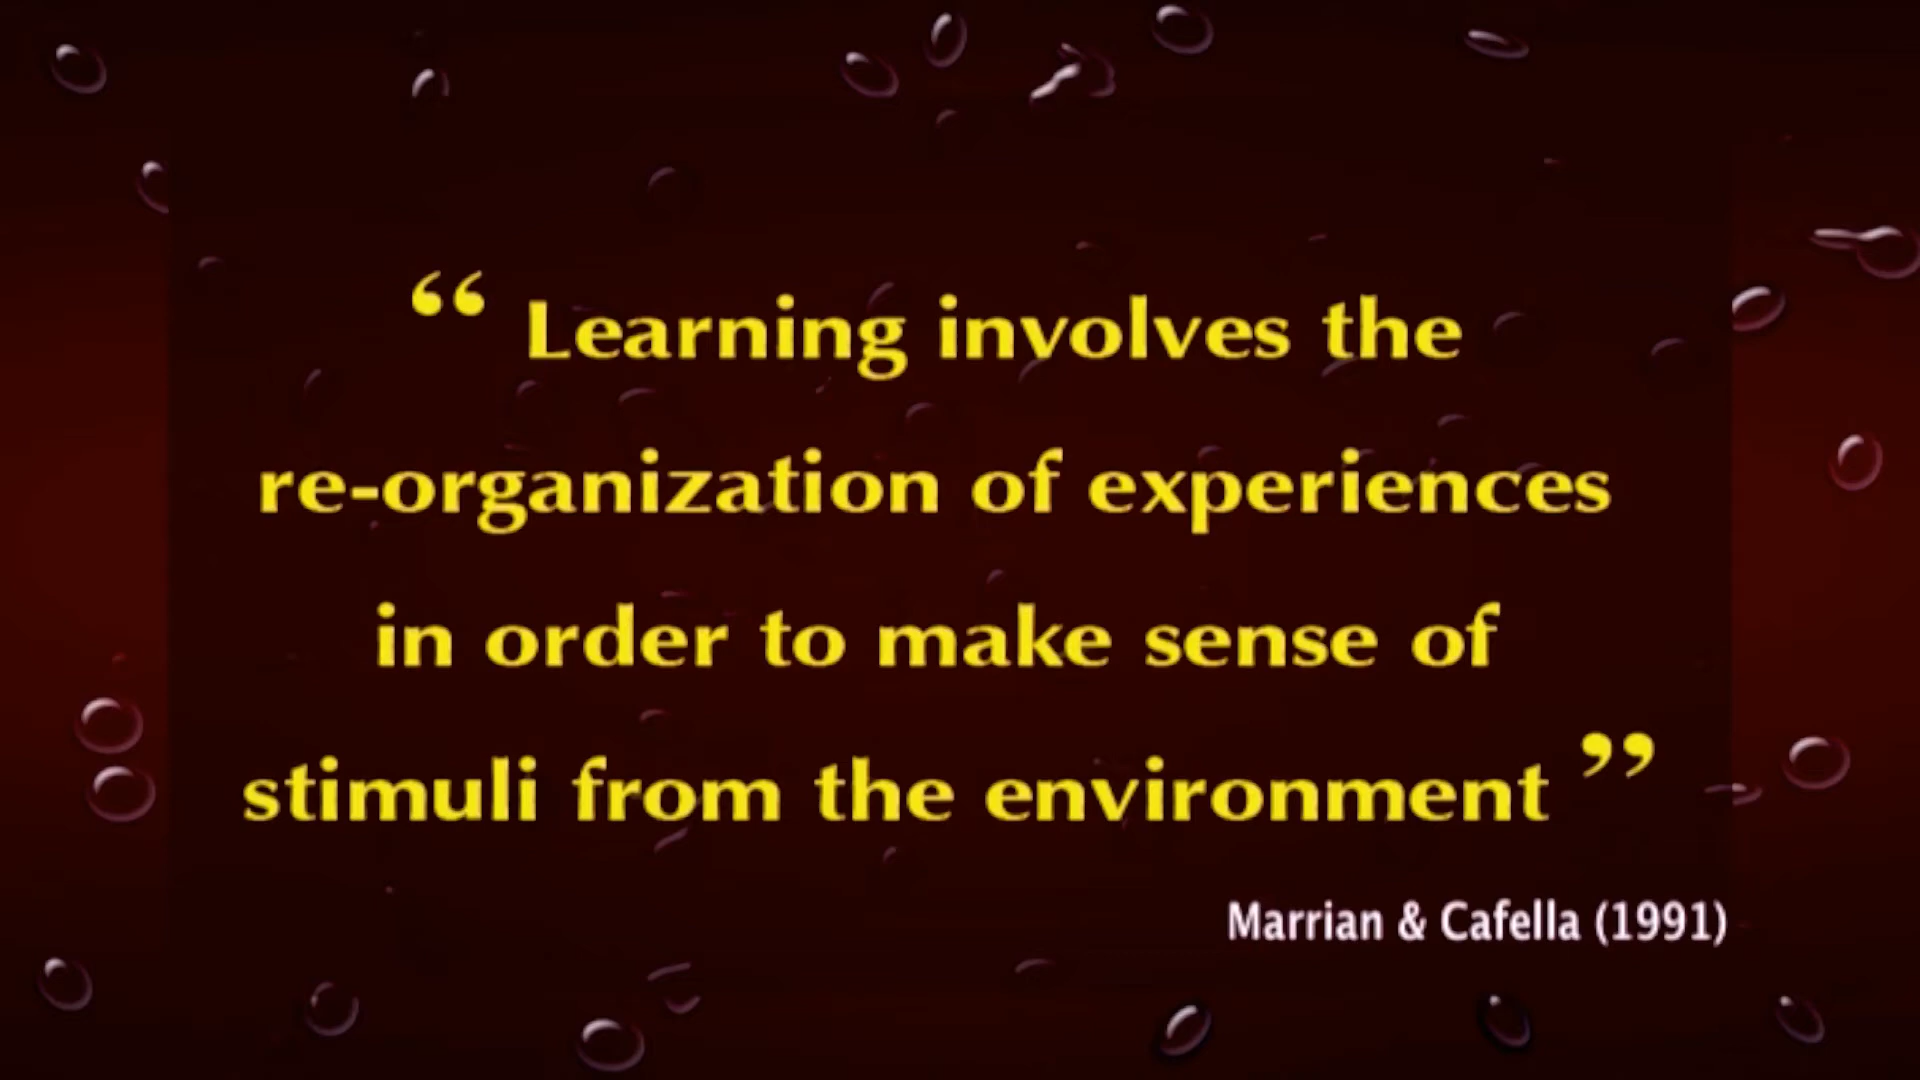 “ Learning involves the
re-organization of experiences
in order to make sense of
stimuli from the environment ”
Marrian & Cafella (1991)